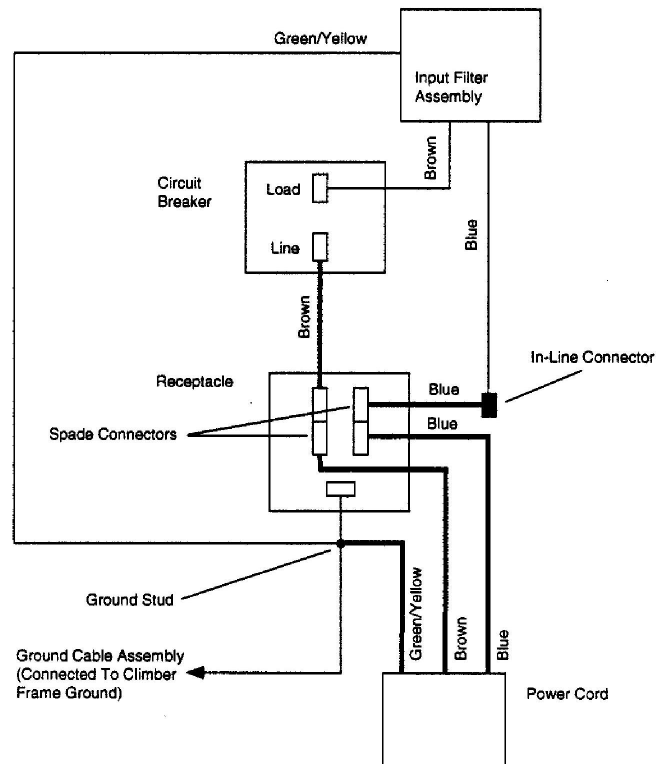 Green/Yellow
Input Filter
Assembly
Brown
Blue
Circuit
Breaker
Load
Line
Brown
In-Line Connector
Receptacle
Blue
Blue
Spade Connectors
Ground Stud
Green/Yellow
Brown
Blue
Ground Cable Assembly
(Connected To Climber
Frame Ground)
Power Cord